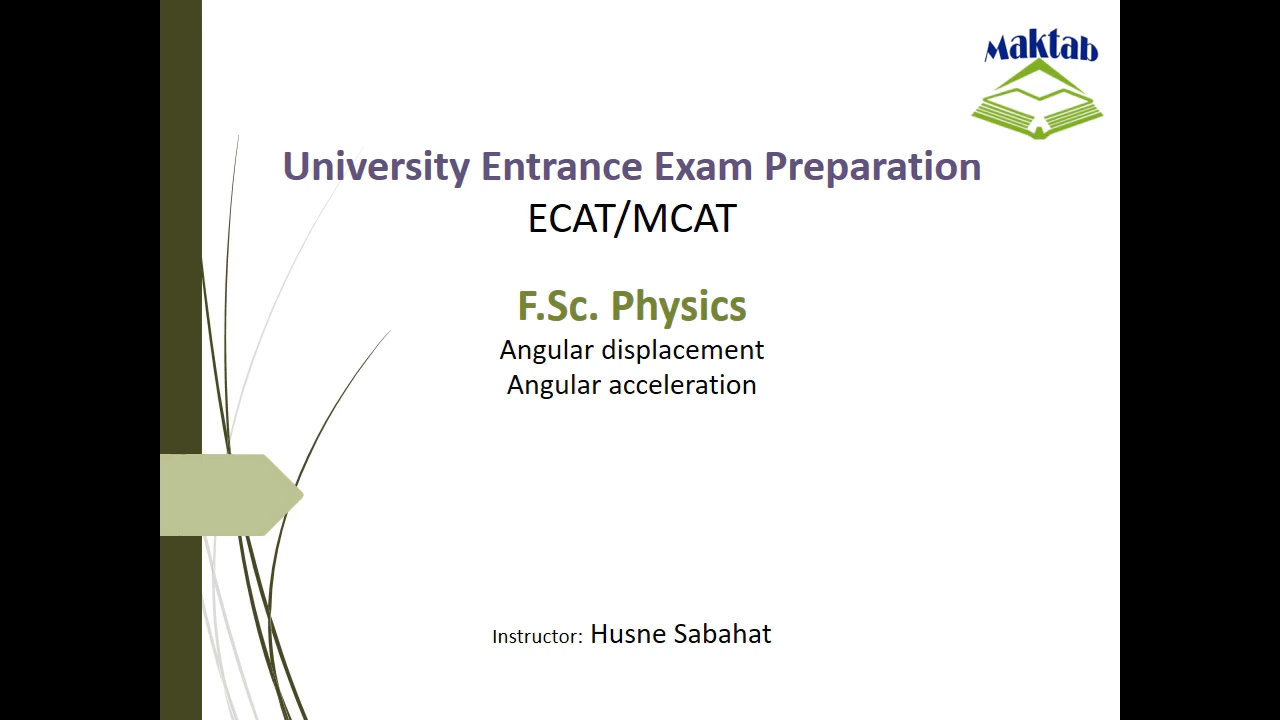 Maktab
University Entrance Exam Preparation
ECAT/MCAT
F.Sc. Physics
Angular displacement
Angular acceleration
Instructor: Husne Sabahat